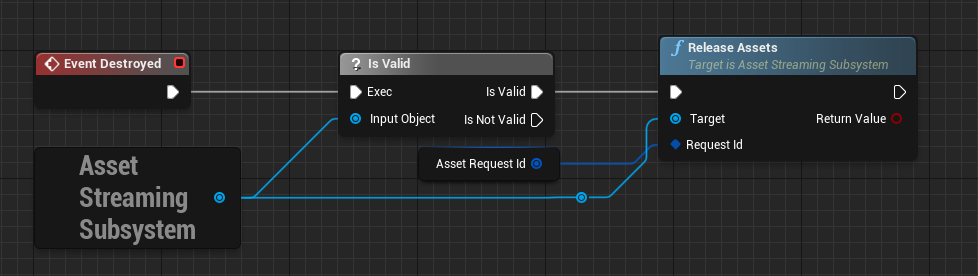 Event Destroyed
? Is Valid
Exec
Is Valid
Input Object
Is Not Valid
Asset Request Id
Asset
Streaming
Subsystem
f Release Assets
Target is Asset Streaming Subsystem
Target
Return Value
Request Id